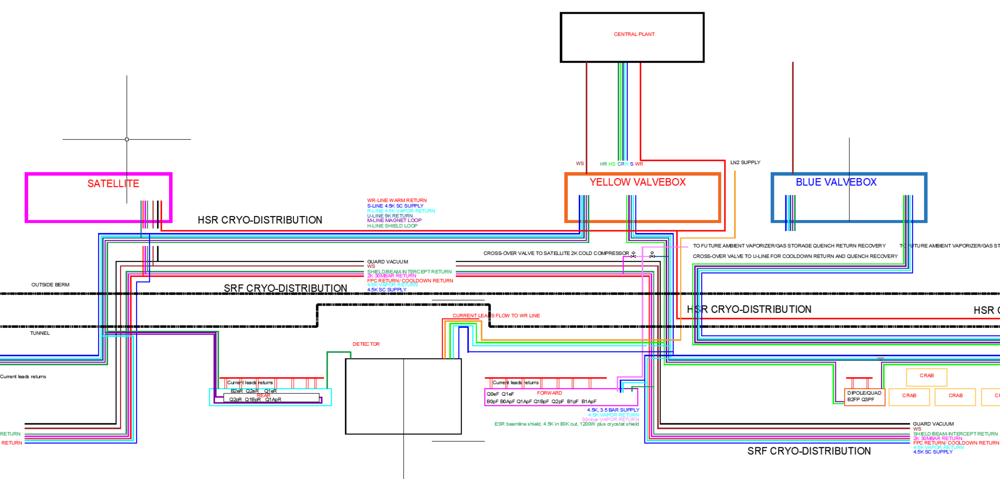 CENTRAL PLANT
WS
HR HS CR R S WR
LN2 SUPPLY
SATELLITE
YELLOW VALVEBOX
BLUE VALVEBOX
HSR CRYO-DISTRIBUTION
WR-LINE WARM RETURN
S-LINE 4.5K SC SUPPLY
R-LINE 4.5K VAPOR RETURN
U-LINE 9K RETURN
M-LINE MAGNET LOOP
H-LINE SHIELD LOOP
TO FUTURE AMBIENT VAPORIZER/GAS STORAGE QUENCH RETURN RECOVERY
TO FUTURE AMBIENT VAPORIZER/GAS ST
CROSS-OVER VALVE TO SATELLITE 2K COLD COMPRESSOR
CROSS-OVER VALVE TO U-LINE FOR COOLDOWN RETURN AND QUENCH RECOVERY
GUARD VACUUM
WS
SHIELD/BEAM-INTERCEPT RETURN
2K 30MBAR RETURN
FPC RETURN/ COOLDOWN RETURN
4.5K VAPOR RETURN
4.5K SC SUPPLY
OUTSIDE BERM
SRF CRYO-DISTRIBUTION
HSR CRYO-DISTRIBUTION
HSR C
CURRENT LEADS FLOW TO WR LINE
TUNNEL
DETECTOR
Current leads returns
Current leads returns
B2eR Q2eR Q1eR
REAR
Q2pR Q1BpR Q1ApR
Current leads returns
Q0eF Q1eF
FORWARD
B0pF B0ApF Q1ApF Q1BpF Q2pF B1pF B1ApF
4.5K, 3.5 BAR SUPPLY
4.5K VAPOR RETURN
30mbar VAPOR RETURN
ESR beamline shield, 4.5K in 80K out, 1200W plus cryostat shield
CRAB
DIPOLE/QUAD
B2FP Q3PF
CRAB
CRAB
RETURN
RETURN
GUARD VACUUM
WS
SHIELD/BEAM-INTERCEPT RETURN
2K 30MBAR RETURN
FPC RETURN/ COOLDOWN RETURN
4.5K VAPOR RETURN
4.5K SC SUPPLY
SRF CRYO-DISTRIBUTION